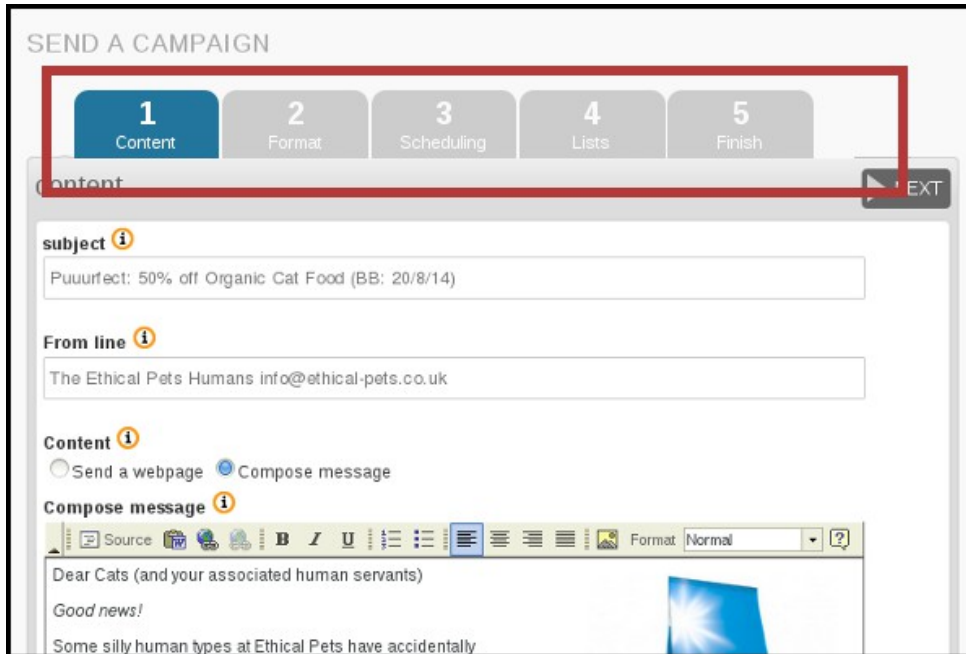 SEND A CAMPAIGN
1 2 3 4 5
Content Format Scheduling Lists Finish
content NEXT
subject
Puuurfect: 50% off Organic Cat Food (BB: 20/8/14)
From line
The Ethical Pets Humans info@ethical-pets.co.uk
Content
Send a webpage Compose message
Compose message
Source B I U Format Normal
Dear Cats (and your associated human servants)
Good news!
Some silly human types at Ethical Pets have accidentally